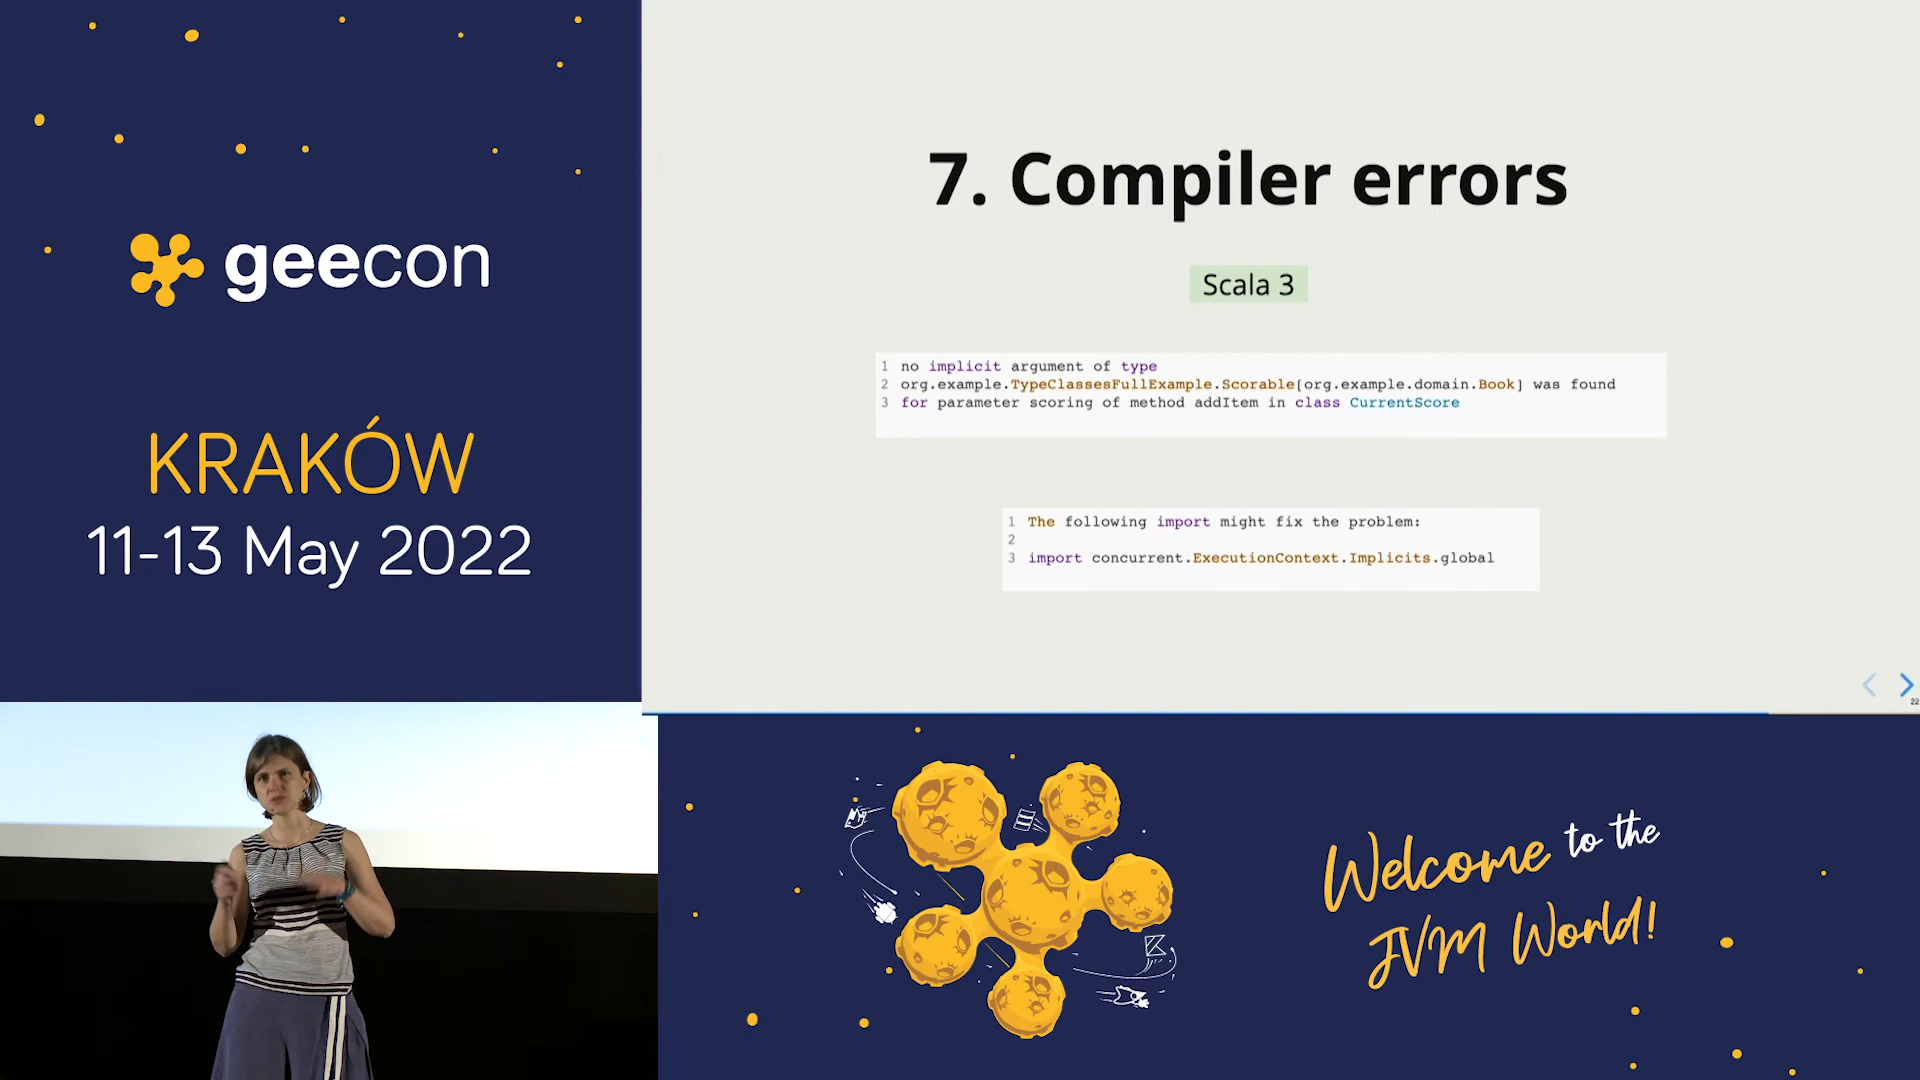 geecon
KRAKÓW
11-13 May 2022
7. Compiler errors
Scala 3
1 no implicit argument of type
2 org.example.TypeClassesFullExample.Scorable[org.example.domain.Book] was found
3 for parameter scoring of method addItem in class CurrentScore
1 The following import might fix the problem:
2
3 import concurrent.ExecutionContext.Implicits.global
22
Welcome to the
JVM World!